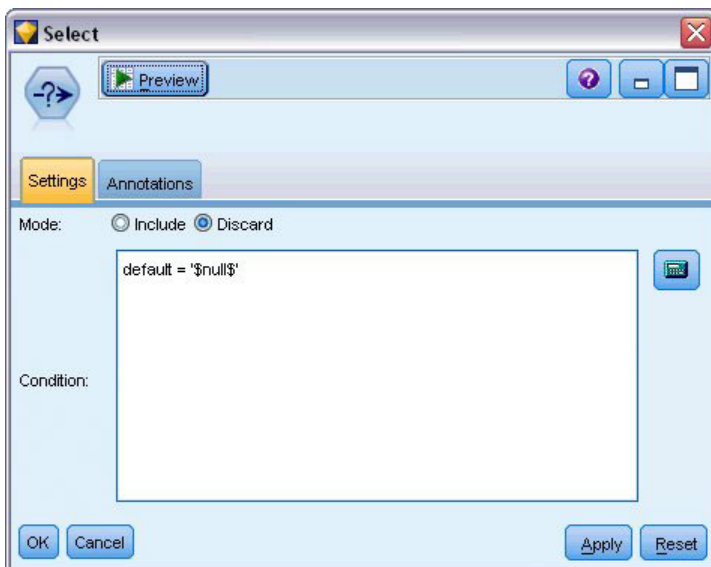 Select
Preview
Settings Annotations
Mode: Include Discard
default = '$null$'
Condition:
OK Cancel Apply Reset